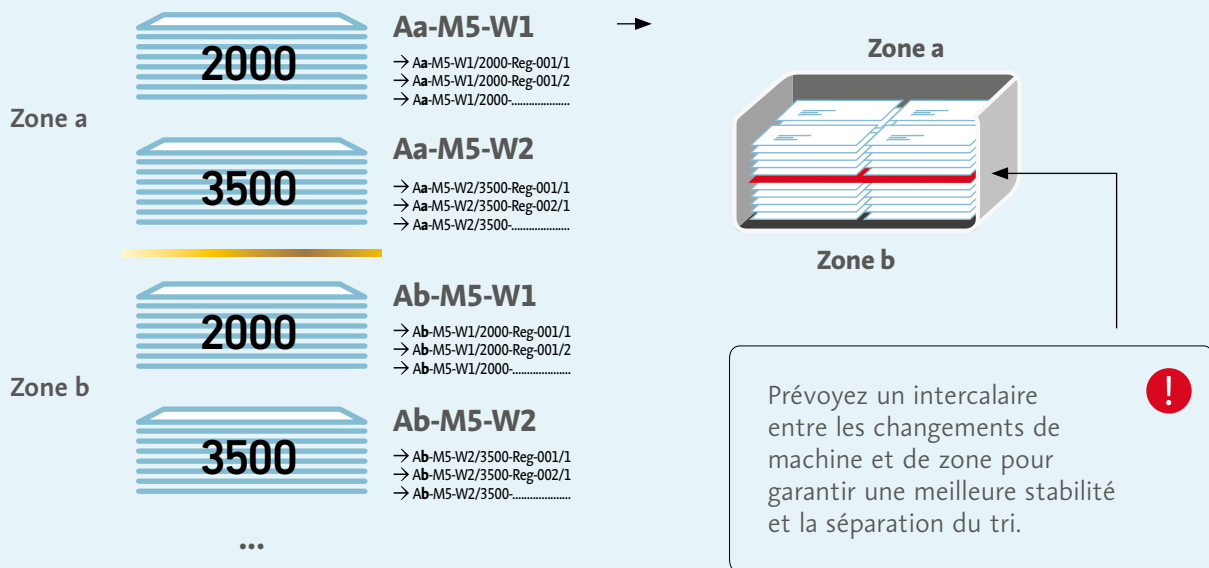 Zone a
2000
Aa-M5-W1
→ Aa-M5-W1/2000-Reg-001/1
→ Aa-M5-W1/2000-Reg-001/2
→ Aa-M5-W1/2000-....................
3500
Aa-M5-W2
→ Aa-M5-W2/3500-Reg-001/1
→ Aa-M5-W2/3500-Reg-002/1
→ Aa-M5-W2/3500-....................
Zone b
2000
Ab-M5-W1
→ Ab-M5-W1/2000-Reg-001/1
→ Ab-M5-W1/2000-Reg-001/2
→ Ab-M5-W1/2000-....................
3500
Ab-M5-W2
→ Ab-M5-W2/3500-Reg-001/1
→ Ab-M5-W2/3500-Reg-002/1
→ Ab-M5-W2/3500-....................
...
Zone a
Zone b
Prévoyez un intercalaire
entre les changements de
machine et de zone pour
garantir une meilleure stabilité
et la séparation du tri.
!